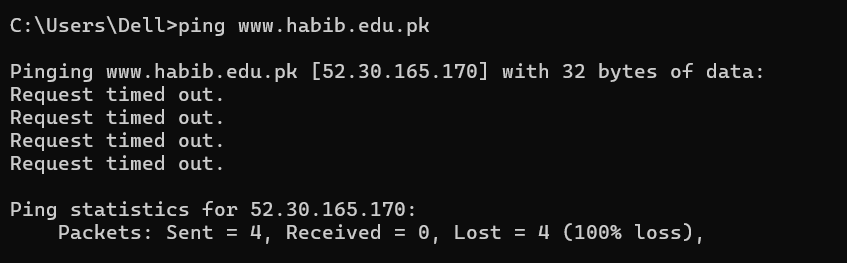 C:\Users\Dell>ping www.habib.edu.pk
Pinging www.habib.edu.pk [52.30.165.170] with 32 bytes of data:
Request timed out.
Request timed out.
Request timed out.
Request timed out.
Ping statistics for 52.30.165.170:
    Packets: Sent = 4, Received = 0, Lost = 4 (100% loss),